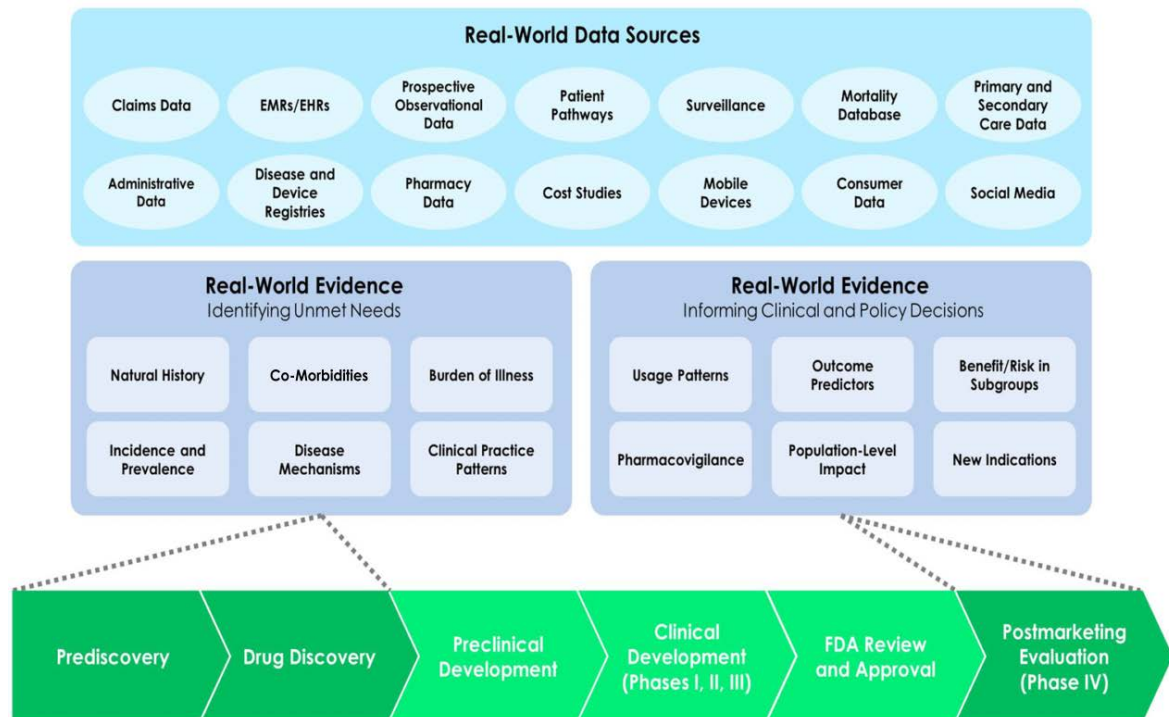 Real-World Data Sources
Claims Data
EMRs/EHRs
Prospective
Observational
Data
Patient
Pathways
Surveillance
Mortality
Database
Primary and
Secondary
Care Data
Administrative
Data
Disease and
Device
Registries
Pharmacy
Data
Cost Studies
Mobile
Devices
Consumer
Data
Social Media
Real-World Evidence
Identifying Unmet Needs
Natural History
Co-Morbidities
Burden of Illness
Incidence and
Prevalence
Disease
Mechanisms
Clinical Practice
Patterns
Real-World Evidence
Informing Clinical and Policy Decisions
Usage Patterns
Outcome
Predictors
Benefit/Risk in
Subgroups
Pharmacovigilance
Population-Level
Impact
New Indications
Prediscovery
Drug Discovery
Preclinical
Development
Clinical
Development
(Phases I, II, III)
FDA Review
and Approval
Postmarketing
Evaluation
(Phase IV)